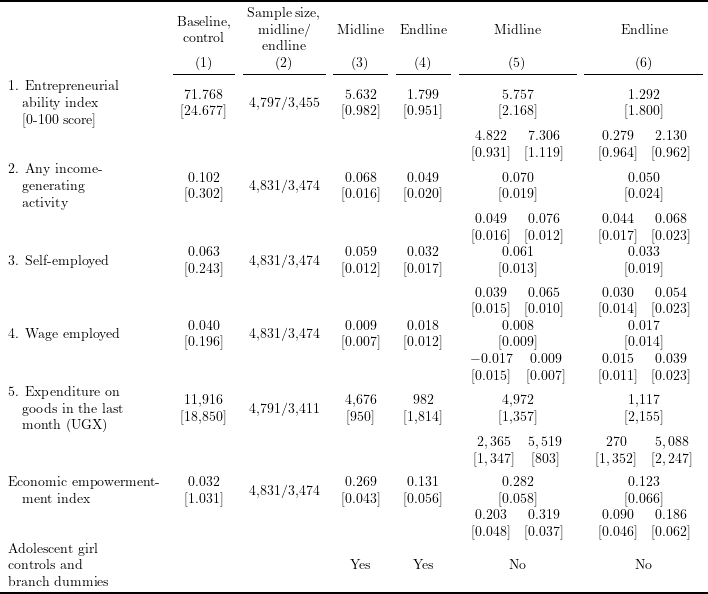 Baseline, control Sample size, midline/ endline Midline Endline Midline Endline
(1) (2) (3) (4) (5) (6)
1. Entrepreneurial
ability index 71.768 4,797/3,455 5.632 1.799 5.757 1.292
[0-100 score] [24.677] [0.982] [0.951] [2.168] [1.800]
4.822 7.306 0.279 2.130
[0.931] [1.119] [0.964] [0.962]
2. Any income-
generating 0.102 4,831/3,474 0.068 0.049 0.070 0.050
activity [0.302] [0.016] [0.020] [0.019] [0.024]
0.049 0.076 0.044 0.068
[0.016] [0.012] [0.017] [0.023]
3. Self-employed 0.063 4,831/3,474 0.059 0.032 0.061 0.033
[0.243] [0.012] [0.017] [0.013] [0.019]
0.039 0.065 0.030 0.054
[0.015] [0.010] [0.014] [0.023]
4. Wage employed 0.040 4,831/3,474 0.009 0.018 0.008 0.017
[0.196] [0.007] [0.012] [0.009] [0.014]
−0.017 0.009 0.015 0.039
[0.015] [0.007] [0.011] [0.023]
5. Expenditure on
goods in the last 11,916 4,791/3,411 4,676 982 4,972 1,117
month (UGX) [18,850] [950] [1,814] [1,357] [2,155]
2,365 5,519 270 5,088
[1,347] [803] [1,352] [2,247]
Economic empowerment- 0.032 4,831/3,474 0.269 0.131 0.282 0.123
ment index [1.031] [0.043] [0.056] [0.058] [0.066]
0.203 0.319 0.090 0.186
[0.048] [0.037] [0.046] [0.062]
Adolescent girl
controls and Yes Yes No No
branch dummies